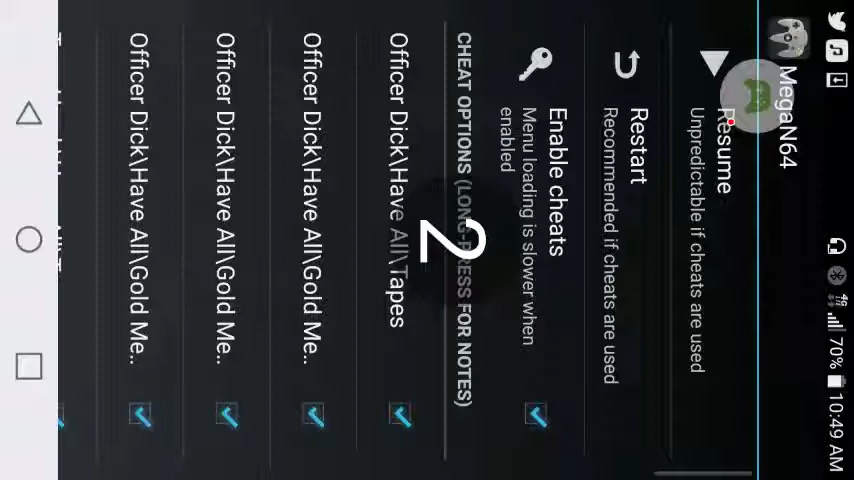 4G
70%
10:49 AM
MegaN64
Resume
Unpredictable if cheats are used
Restart
Recommended if cheats are used
Enable cheats
Menu loading is slower when
enabled
CHEAT OPTIONS (LONG-PRESS FOR NOTES)
2
Officer Dick\Have All\Tapes
Officer Dick\Have All\Gold Me..
Officer Dick\Have All\Gold Me..
Officer Dick\Have All\Gold Me..